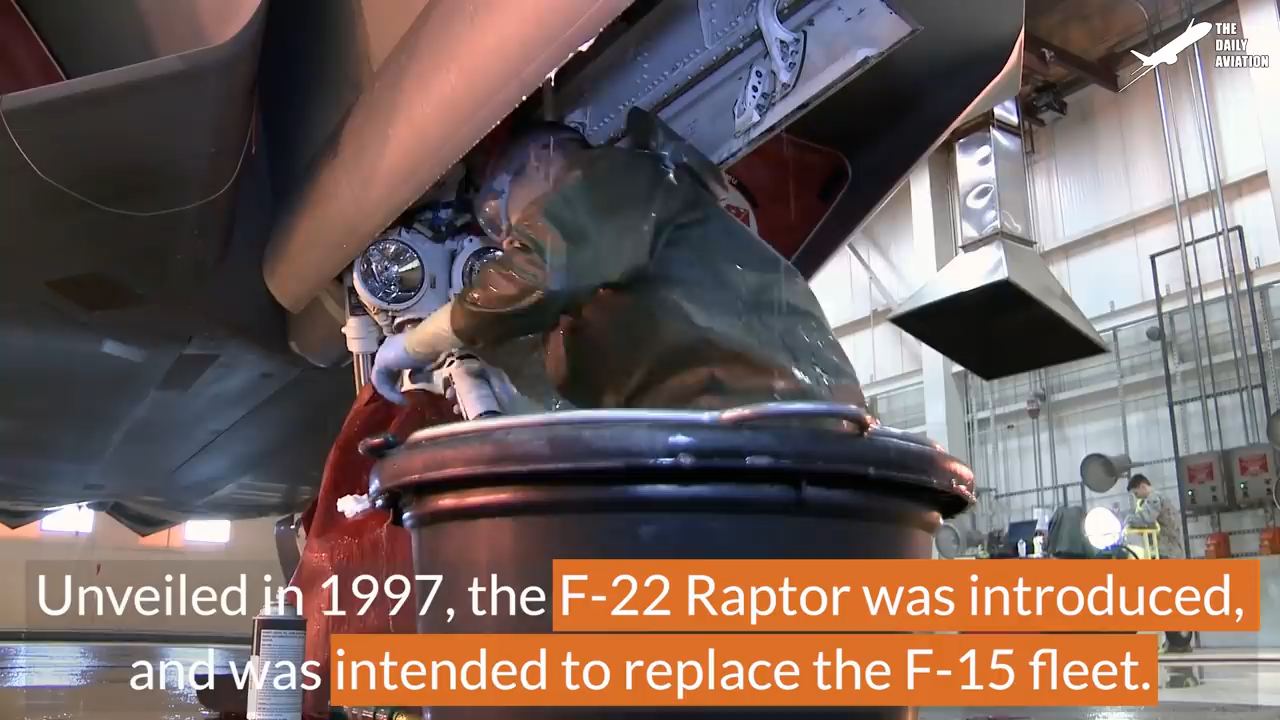 THE
DAILY
AVIATION
Unveiled in 1997, the F-22 Raptor was introduced,
and was intended to replace the F-15 fleet.